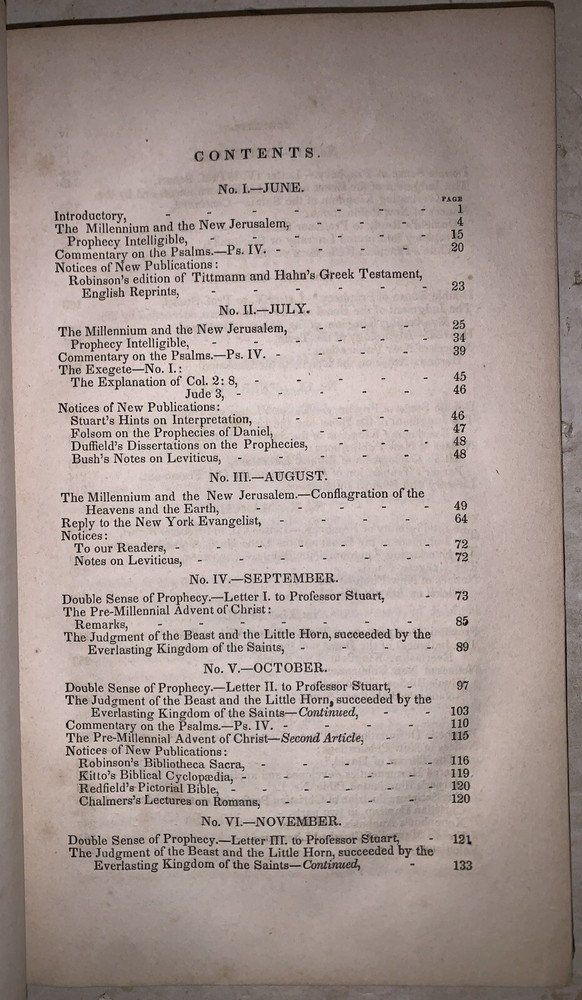 CONTENTS.
No. I.—JUNE.
PAGE
Introductory, - - - - - - - 1
The Millennium and the New Jerusalem, - - - - 4
Prophecy Intelligible, - - - - - - 15
Commentary on the Psalms.—Ps. IV. - - - - 20
Notices of New Publications:
Robinson's edition of Tittmann and Hahn's Greek Testament,
English Reprints, - - - - - - 23
No. II.—JULY.
The Millennium and the New Jerusalem, - - - 25
Prophecy Intelligible, - - - - - - 34
Commentary on the Psalms.—Ps. IV. - - - - 39
The Exegete—No. I.:
The Explanation of Col. 2: 8, - - - - - 45
Jude 3, - - - - - 46
Notices of New Publications:
Stuart's Hints on Interpretation, - - - - 46
Folsom on the Prophecies of Daniel, - - - 47
Duffield's Dissertations on the Prophecies, - - - 48
Bush's Notes on Leviticus, - - - - - 48
No. III.—AUGUST.
The Millennium and the New Jerusalem.—Conflagration of the
Heavens and the Earth, - - - - - 49
Reply to the New York Evangelist, - - - - 64
Notices:
To our Readers, - - - - - - - 72
Notes on Leviticus, - - - - - - 72
No. IV.—SEPTEMBER.
Double Sense of Prophecy.—Letter I. to Professor Stuart, - 73
The Pre-Millennial Advent of Christ:
Remarks, - - - - - - - 85
The Judgment of the Beast and the Little Horn, succeeded by the
Everlasting Kingdom of the Saints, - - - - 89
No. V.—OCTOBER.
Double Sense of Prophecy.—Letter II. to Professor Stuart, - 97
The Judgment of the Beast and the Little Horn, succeeded by the
Everlasting Kingdom of the Saints—Continued, - - 103
Commentary on the Psalms.—Ps. IV. - - - - 110
The Pre-Millennial Advent of Christ—Second Article, - - 115
Notices of New Publications:
Robinson's Bibliotheca Sacra, - - - - - 116
Kitto's Biblical Cyclopædia, - - - - - 119
Redfield's Pictorial Bible, - - - - - - 120
Chalmers's Lectures on Romans, - - - - 120
No. VI.—NOVEMBER.
Double Sense of Prophecy.—Letter III. to Professor Stuart, - 121
The Judgment of the Beast and the Little Horn, succeeded by the
Everlasting Kingdom of the Saints—Continued, - 133